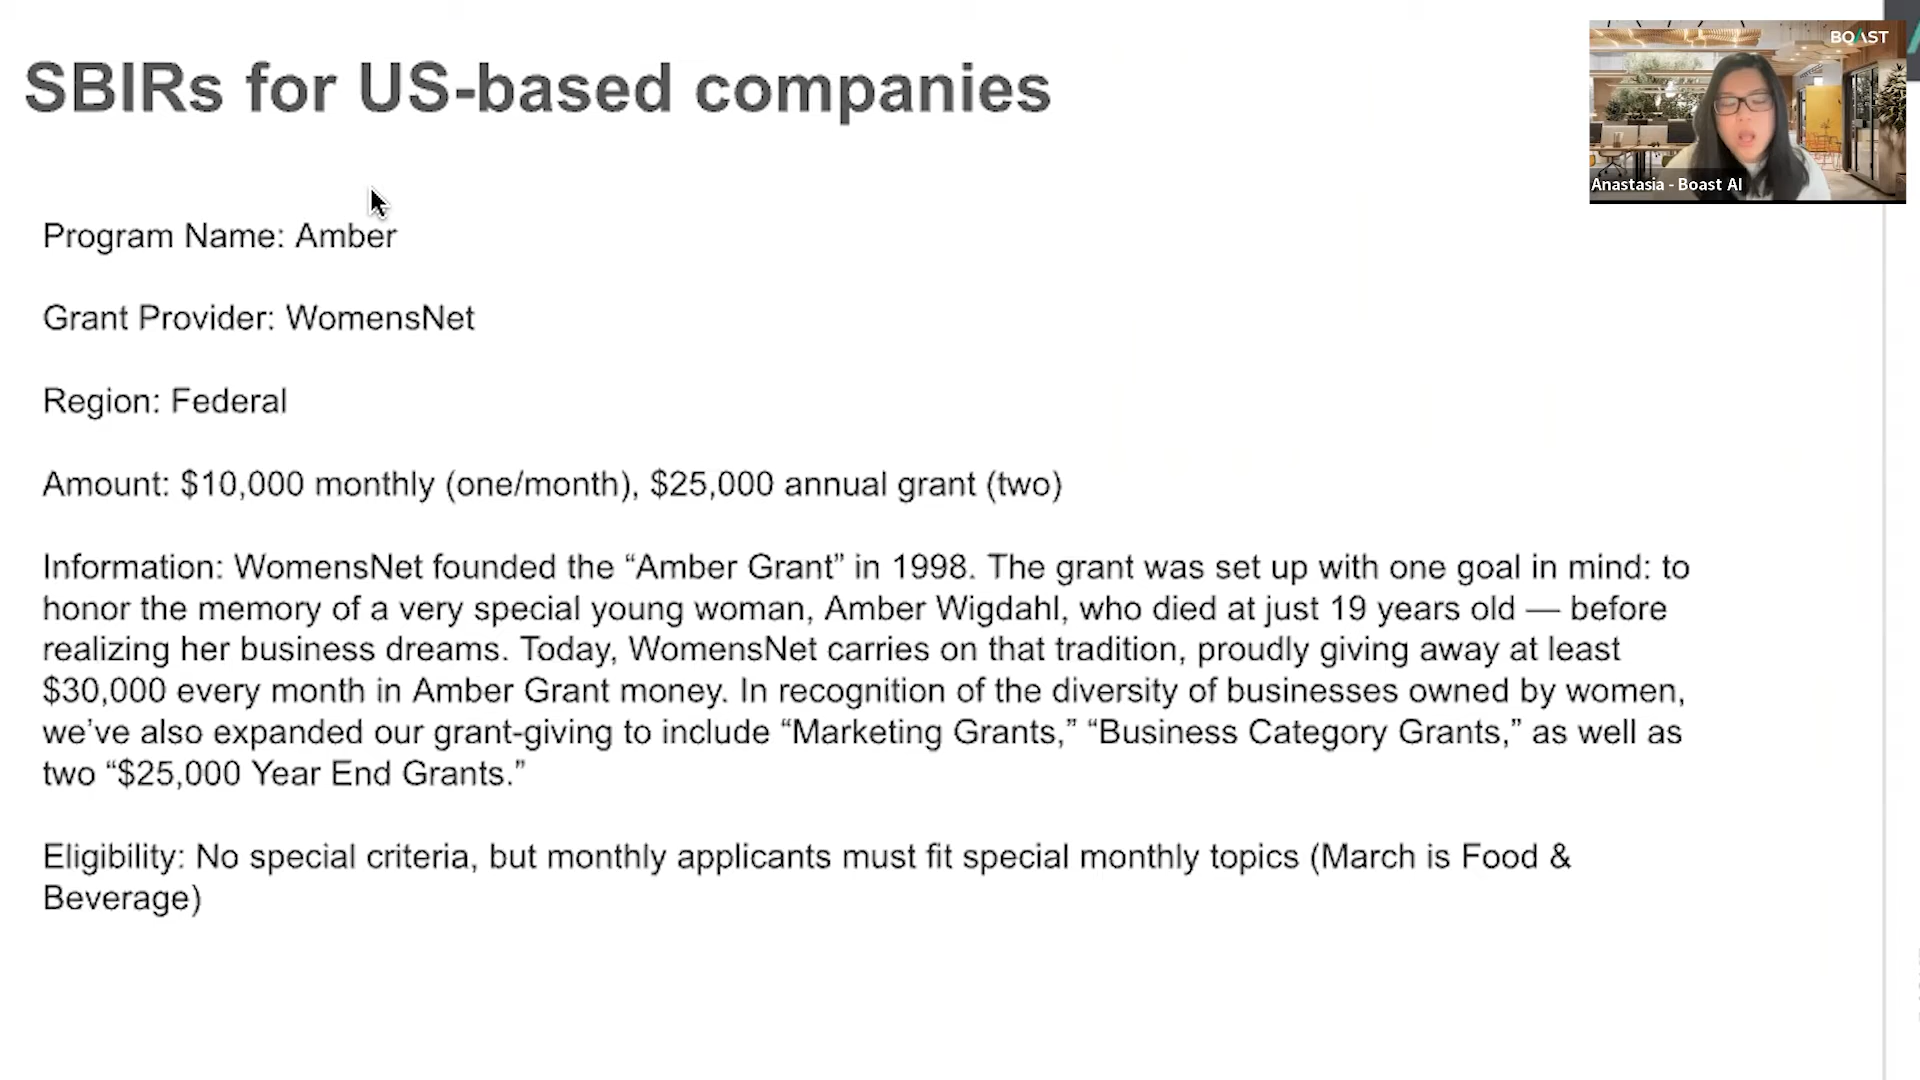 SBIRs for US-based companies
BOAST
Anastasia - Boast AI
Program Name: Amber
Grant Provider: WomensNet
Region: Federal
Amount: $10,000 monthly (one/month), $25,000 annual grant (two)
Information: WomensNet founded the “Amber Grant” in 1998. The grant was set up with one goal in mind: to
honor the memory of a very special young woman, Amber Wigdahl, who died at just 19 years old — before
realizing her business dreams. Today, WomensNet carries on that tradition, proudly giving away at least
$30,000 every month in Amber Grant money. In recognition of the diversity of businesses owned by women,
we’ve also expanded our grant-giving to include “Marketing Grants,” “Business Category Grants,” as well as
two “$25,000 Year End Grants.”
Eligibility: No special criteria, but monthly applicants must fit special monthly topics (March is Food &
Beverage)